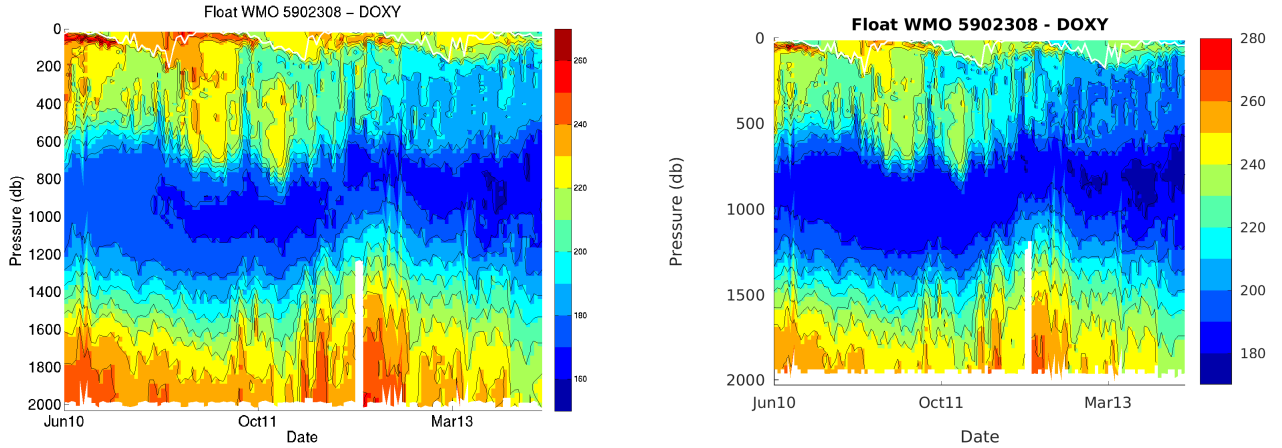 Float WMO 5902308 − DOXY
0
200
400
600
800
1000
1200
1400
1600
1800
2000
Pressure (db)
Jun10
Oct11
Mar13
Date
260
240
220
200
180
160
Float WMO 5902308 - DOXY
0
500
1000
1500
2000
Pressure (db)
Jun10
Oct11
Mar13
Date
280
260
240
220
200
180